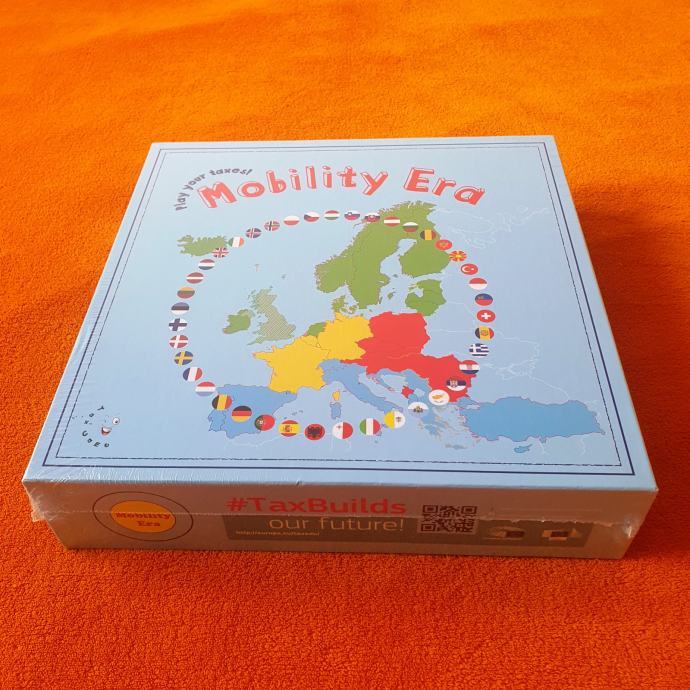 Play your taxes!
Mobility Era
Mobility
Era
#TaxBuilds
our future!